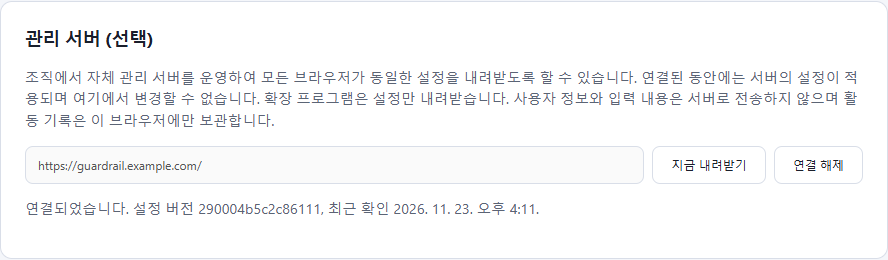 관리 서버 (선택)
조직에서 자체 관리 서버를 운영하여 모든 브라우저가 동일한 설정을 내려받도록 할 수 있습니다. 연결된 동안에는 서버의 설정이 적
용되며 여기에서 변경할 수 없습니다. 확장 프로그램은 설정만 내려받습니다. 사용자 정보와 입력 내용은 서버로 전송하지 않으며 활
동 기록은 이 브라우저에만 보관합니다.
https://guardrail.example.com/
지금 내려받기
연결 해제
연결되었습니다. 설정 버전 290004b5c2c86111, 최근 확인 2026. 11. 23. 오후 4:11.